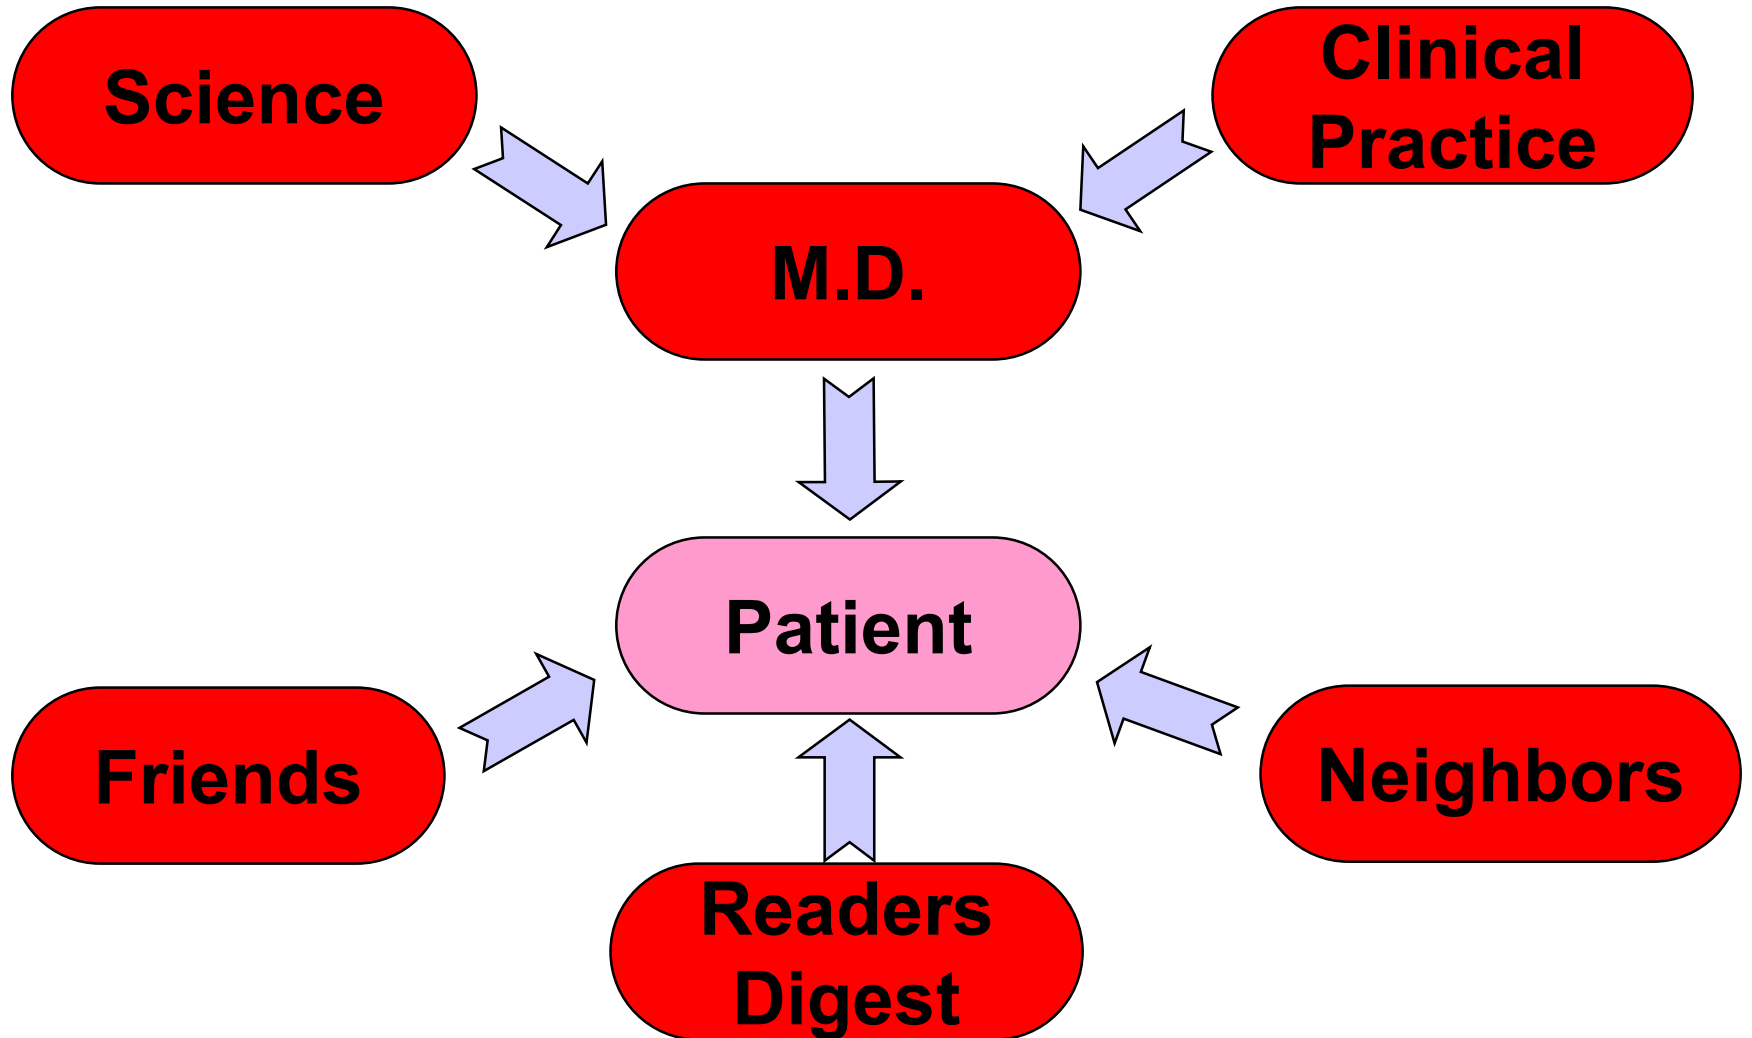 Science
Clinical
Practice
M.D.
Patient
Friends
Neighbors
Readers
Digest